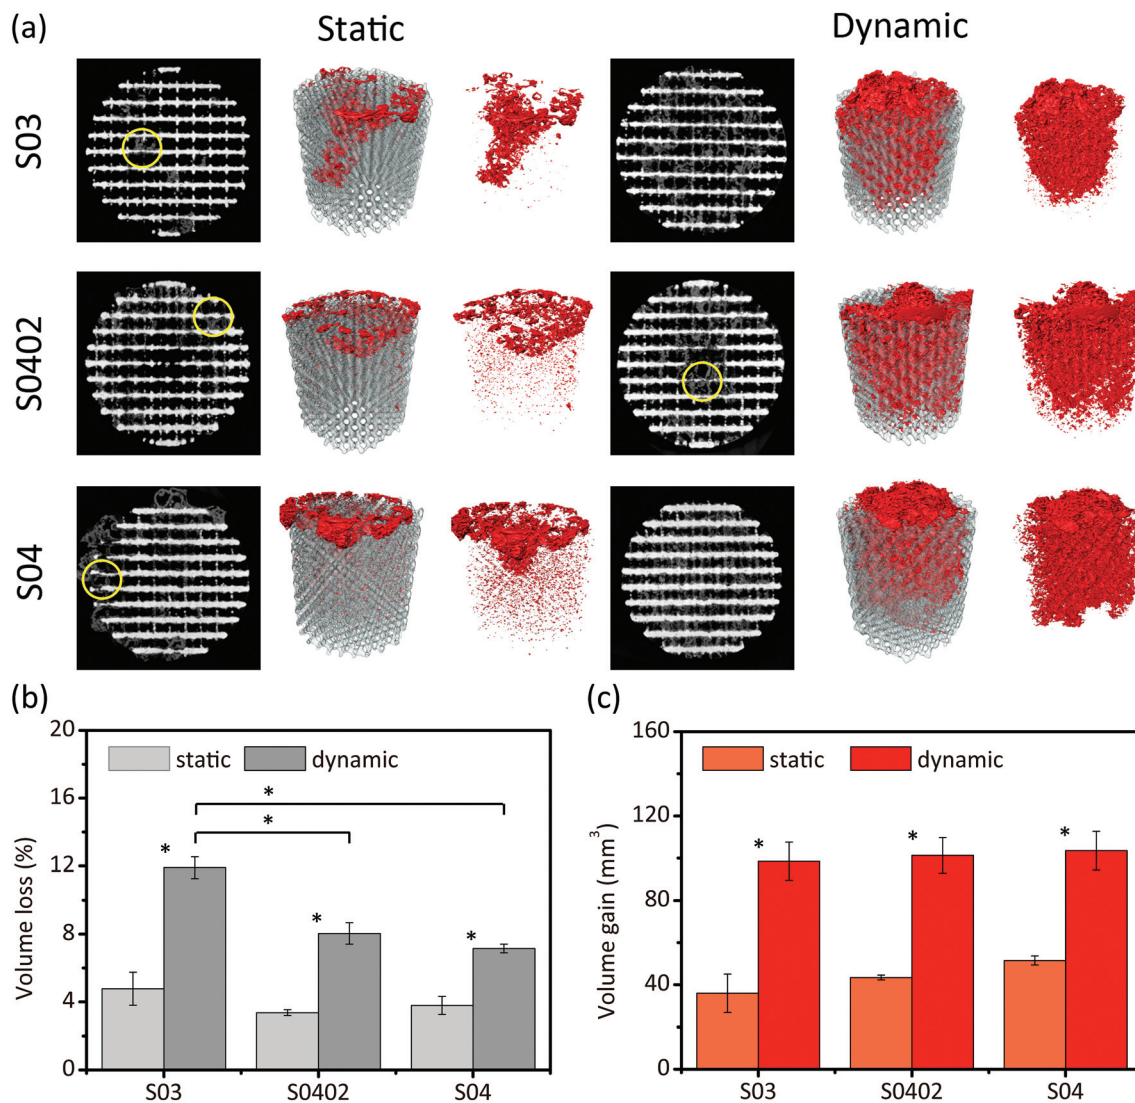 (a)
Static
Dynamic
S03
S0402
S04
(b)
20
16
12
8
4
0
Volume loss (%)
static
dynamic
*
*
*
*
*
S03
S0402
S04
(c)
160
120
80
40
0
Volume gain (mm³)
static
dynamic
*
*
*
S03
S0402
S04